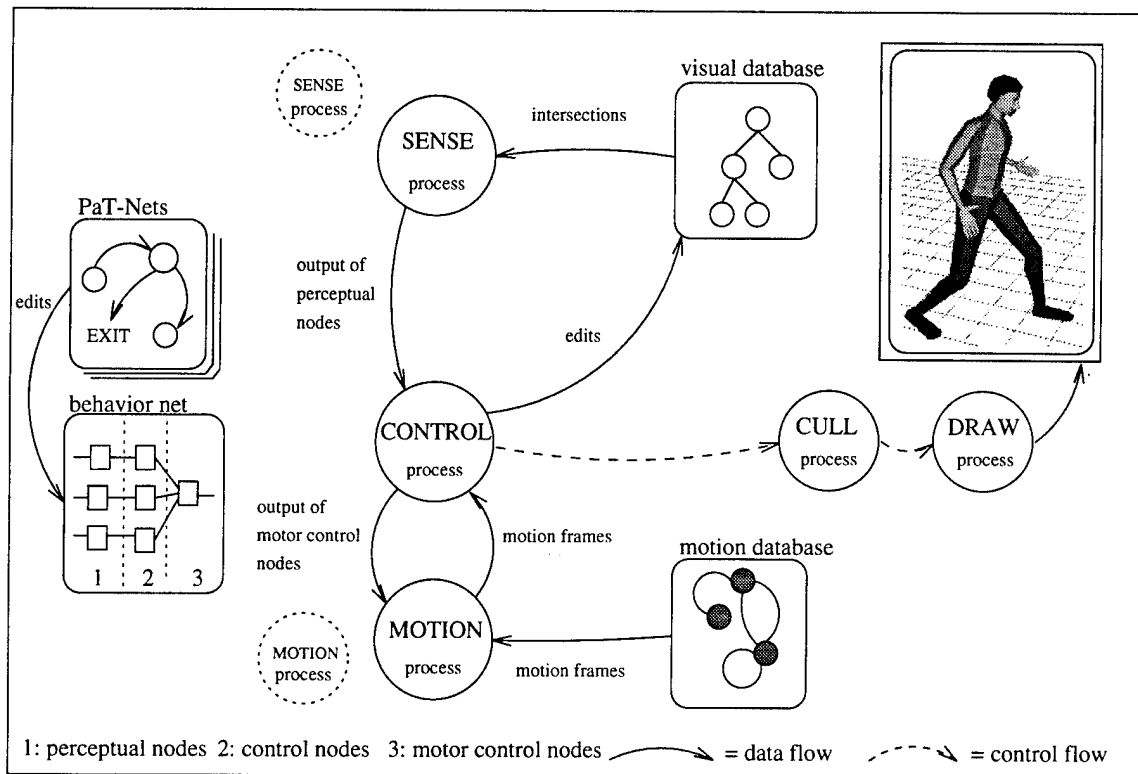 SENSE
process
SENSE
process
intersections
visual database
PaT-Nets
EXIT
edits
output of
perceptual
nodes
edits
behavior net
1 2 3
CONTROL
process
CULL
process
DRAW
process
output of
motor control
nodes
motion frames
motion database
MOTION
process
MOTION
process
motion frames
1: perceptual nodes 2: control nodes 3: motor control nodes = data flow = control flow